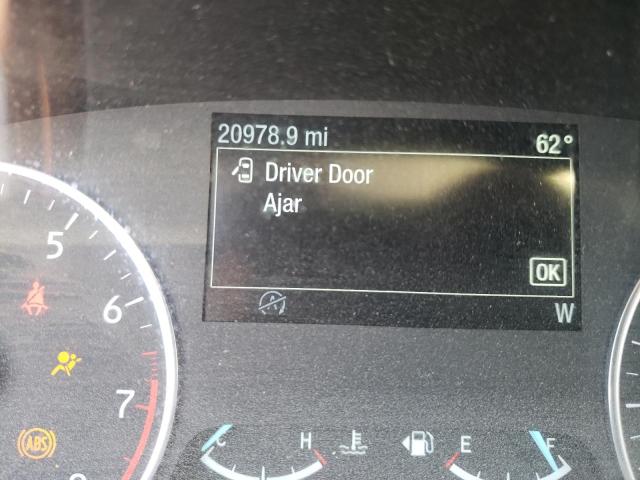 20978.9 mi 62°
Driver Door
Ajar
OK
A
W
5
6
7
ABS
C H E F